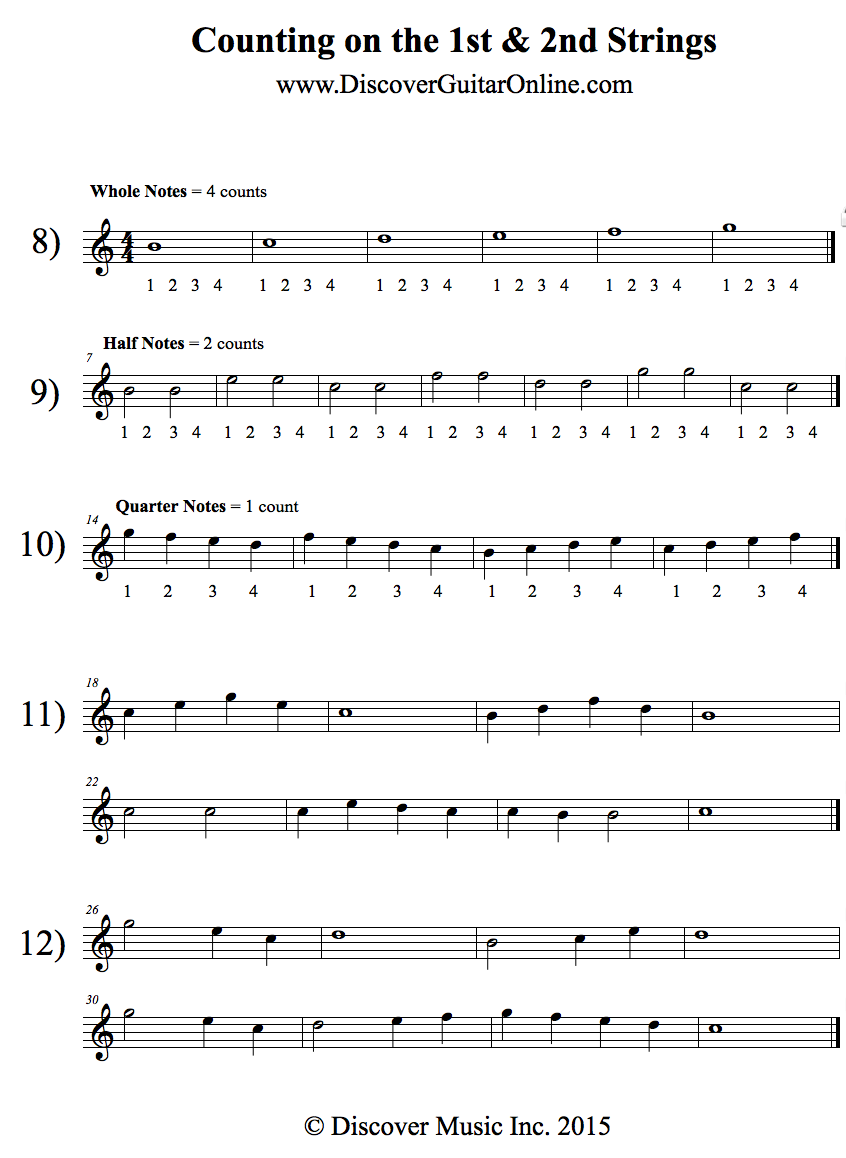 Counting on the 1st & 2nd Strings
www.DiscoverGuitarOnline.com
Whole Notes = 4 counts
8)
4
4
1 2 3 4 1 2 3 4 1 2 3 4 1 2 3 4 1 2 3 4 1 2 3 4
Half Notes = 2 counts
7
9)
1 2 3 4 1 2 3 4 1 2 3 4 1 2 3 4 1 2 3 4 1 2 3 4 1 2 3 4
Quarter Notes = 1 count
14
10)
1 2 3 4 1 2 3 4 1 2 3 4 1 2 3 4
18
11)
22
26
12)
30
© Discover Music Inc. 2015